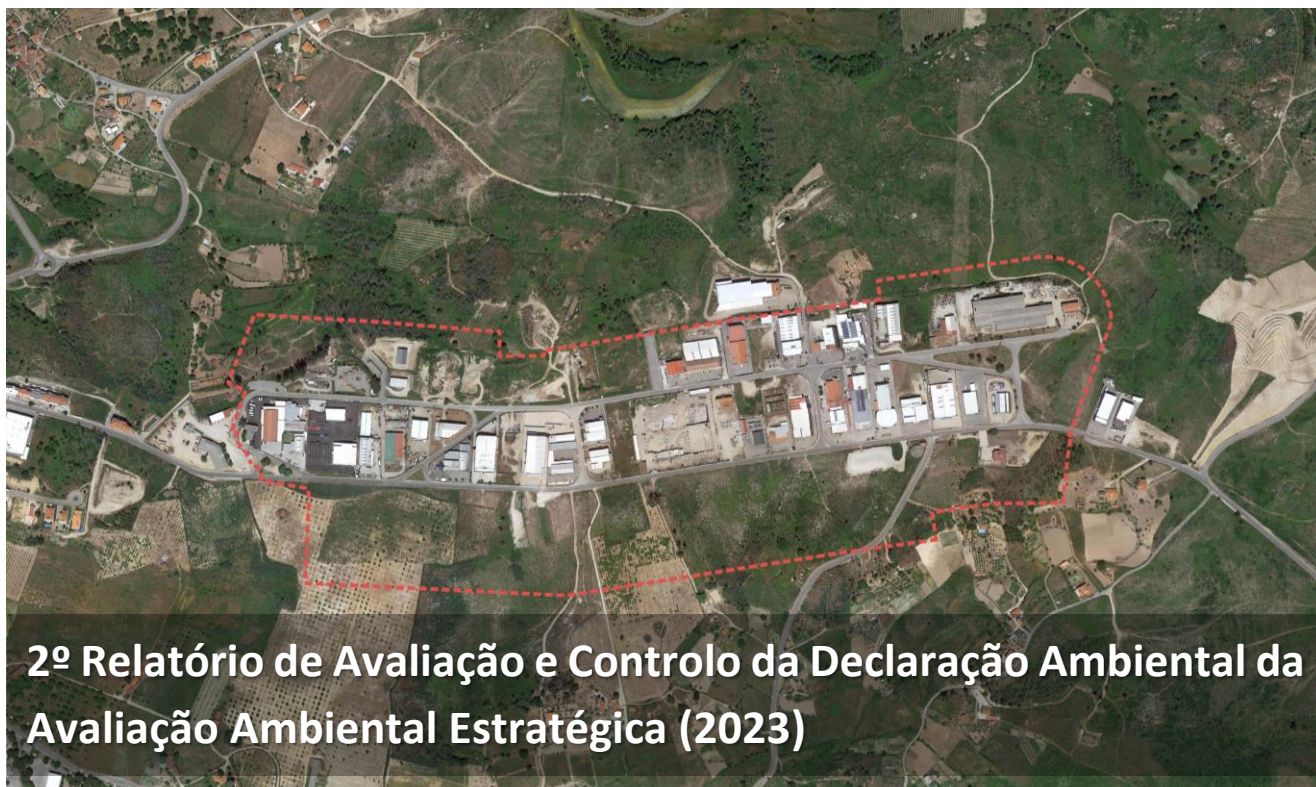 2º Relatório de Avaliação e Controlo da Declaração Ambiental da
Avaliação Ambiental Estratégica (2023)